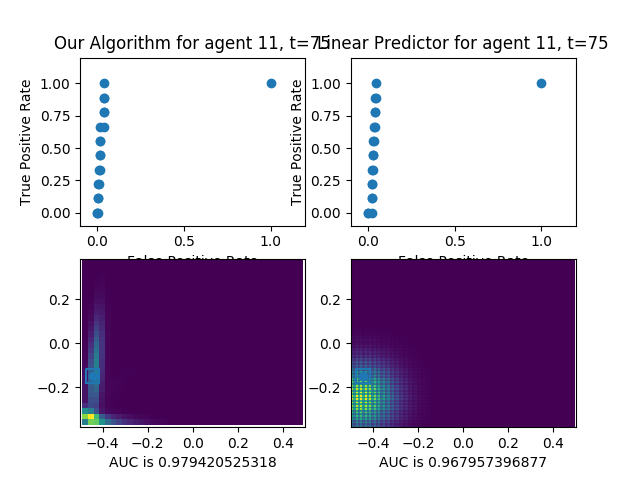 Our Algorithm for agent 11, t=75
Linear Predictor for agent 11, t=75
True Positive Rate
1.00
0.75
0.50
0.25
0.00
0.0 0.5 1.0
False Positive Rate
True Positive Rate
1.00
0.75
0.50
0.25
0.00
0.0 0.5 1.0
False Positive Rate
0.2
0.0
−0.2
−0.4 −0.2 0.0 0.2 0.4
AUC is 0.979420525318
0.2
0.0
−0.2
−0.4 −0.2 0.0 0.2 0.4
AUC is 0.967957396877